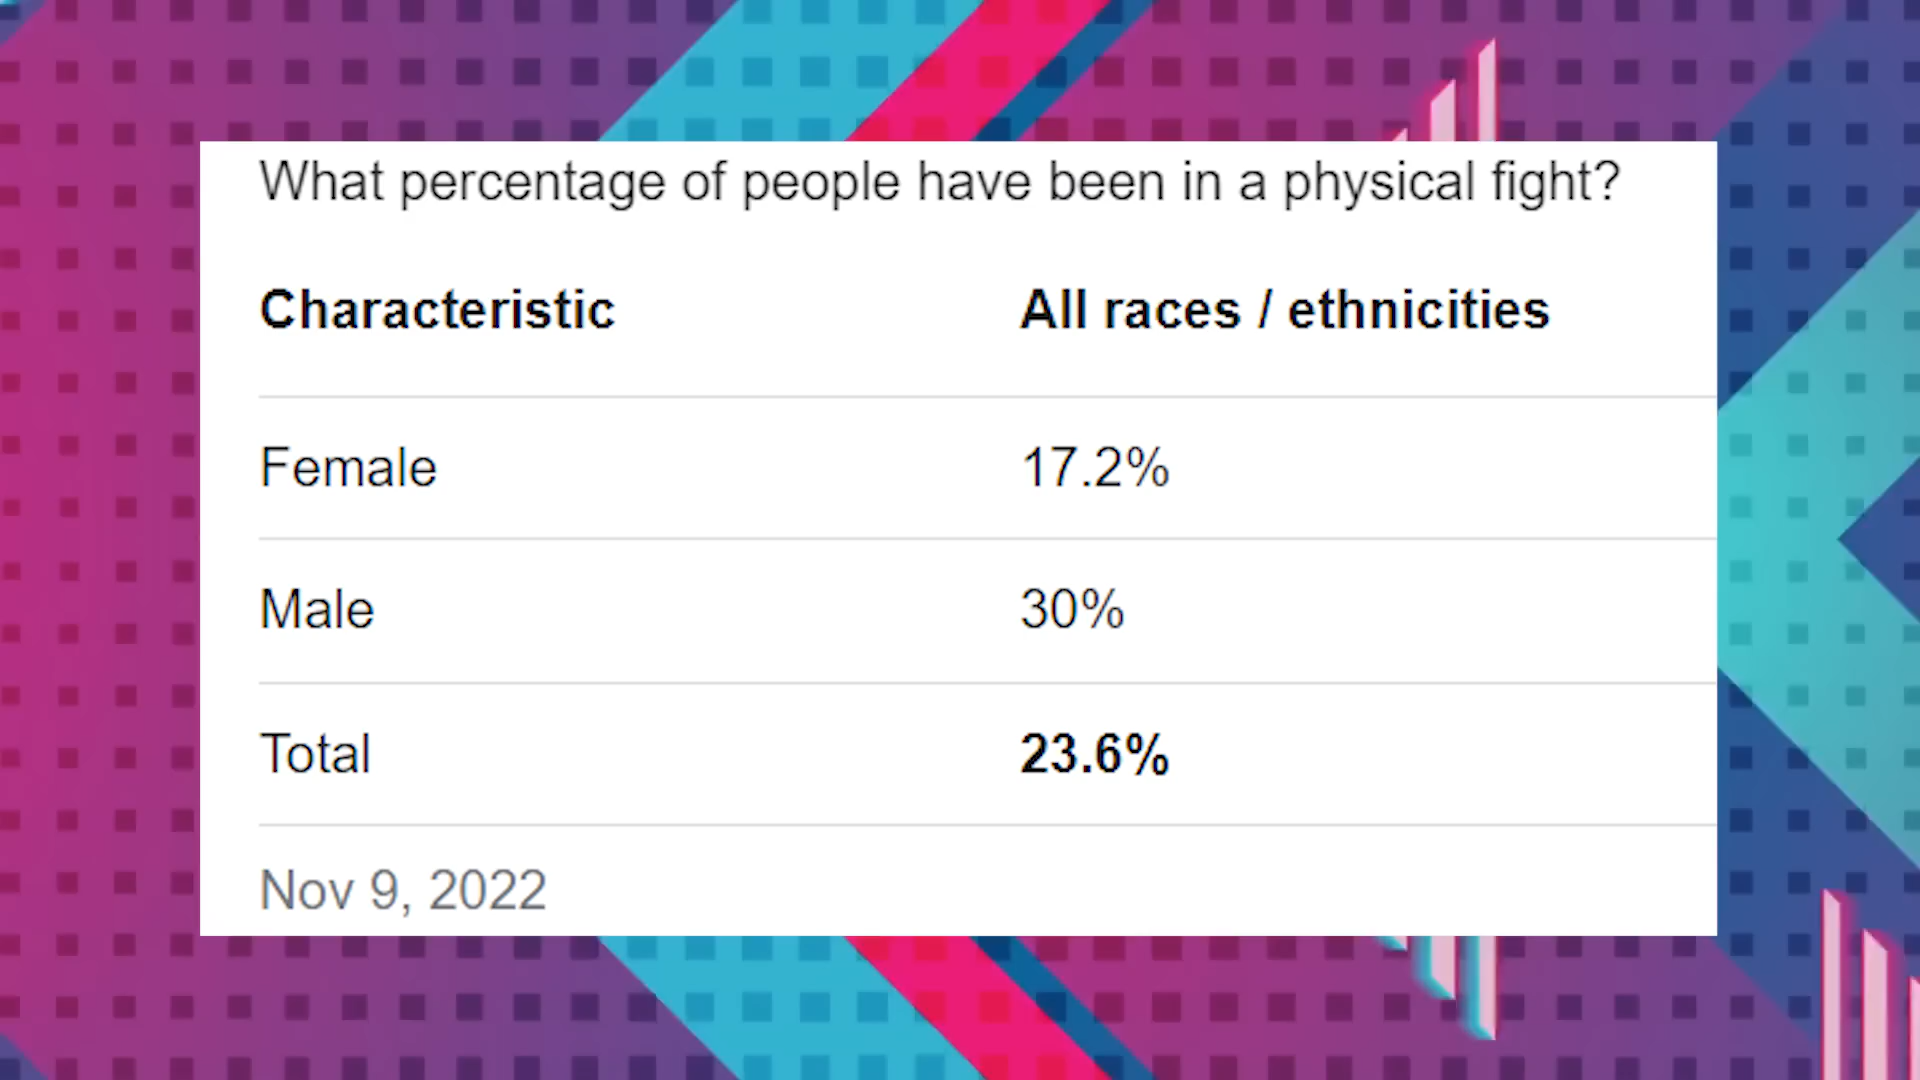 What percentage of people have been in a physical fight?
Characteristic All races / ethnicities
Female 17.2%
Male 30%
Total 23.6%
Nov 9, 2022